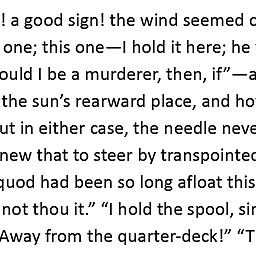 ! a good sign! the wind seemed
one; this one—I hold it here; he
ould I be a murderer, then, if”—a
the sun’s rearward place, and ho
ut in either case, the needle neve
new that to steer by transpointed
quod had been so long afloat this
not thou it.” “I hold the spool, sir
Away from the quarter-deck!” “T